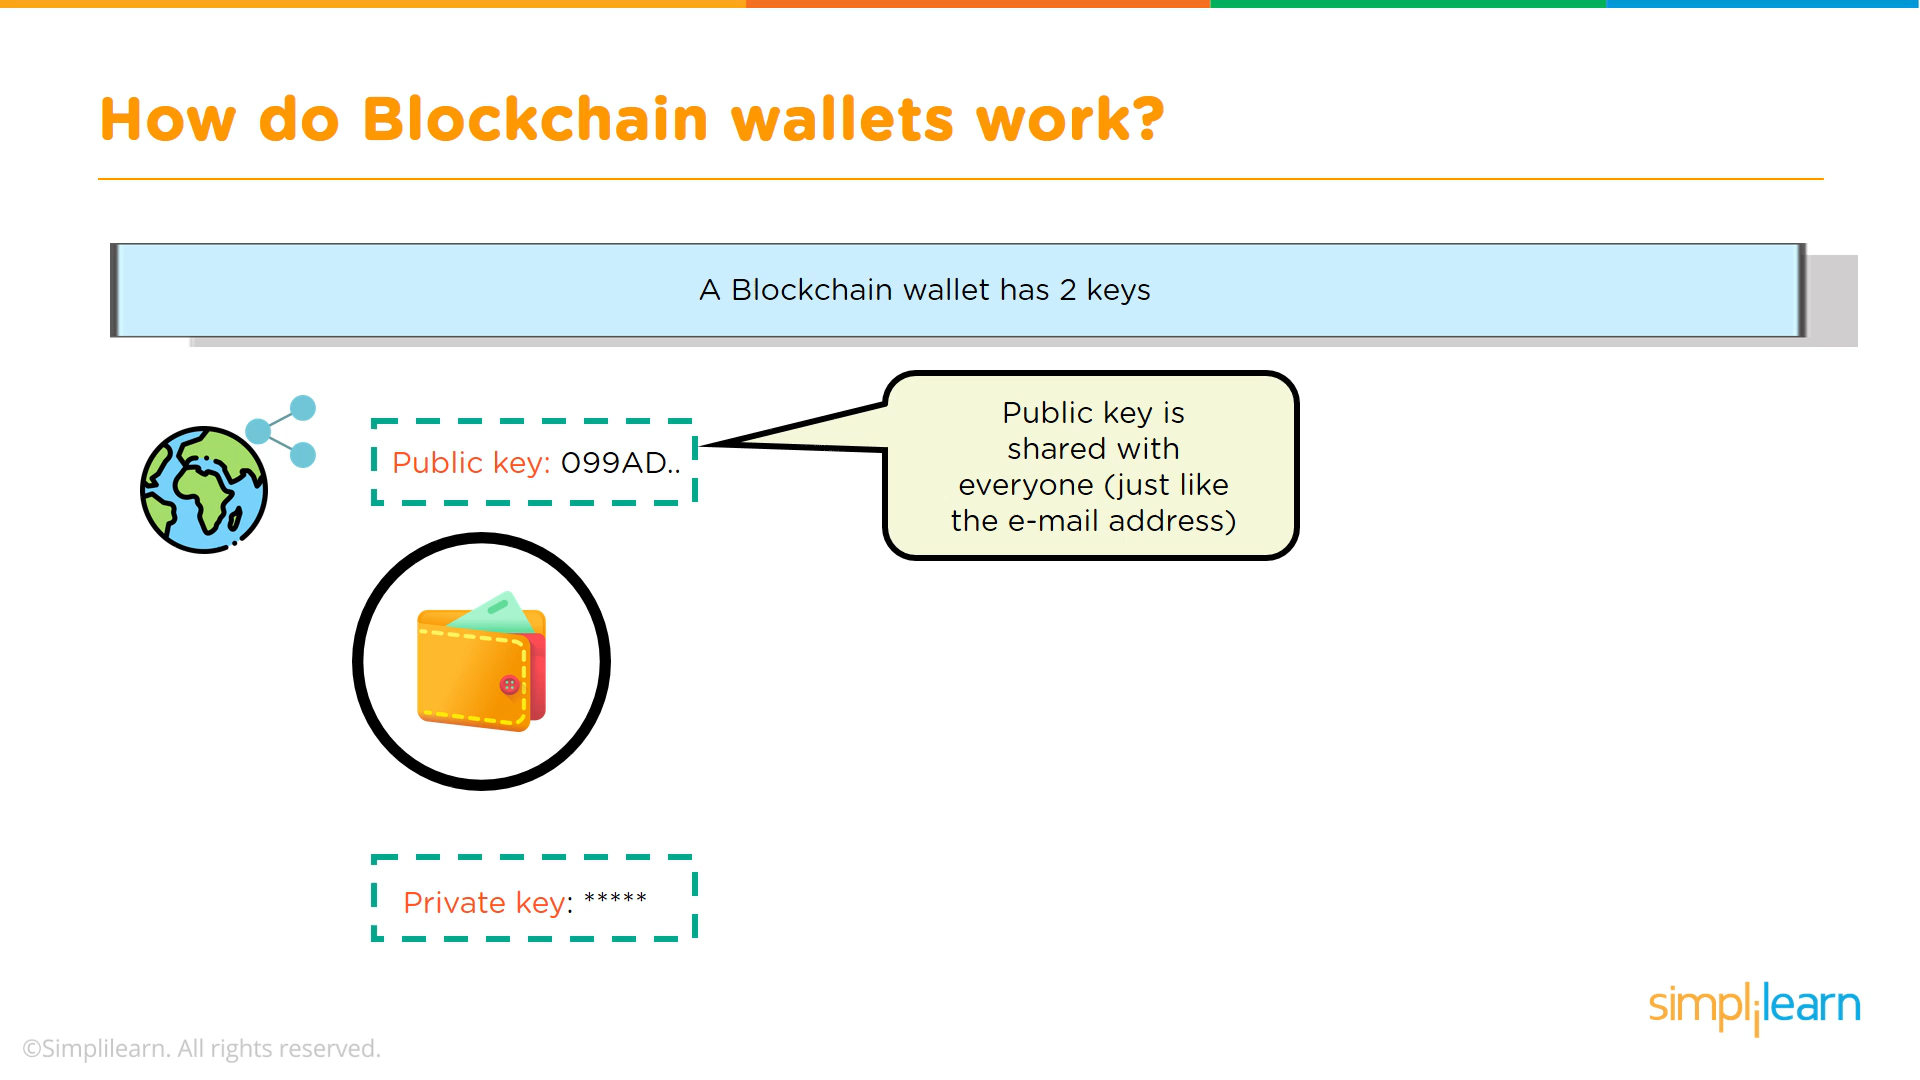 How do Blockchain wallets work?
A Blockchain wallet has 2 keys
Public key: 099AD..
Public key is
shared with
everyone (just like
the e-mail address)
Private key: *****
simplilearn
©Simplilearn. All rights reserved.